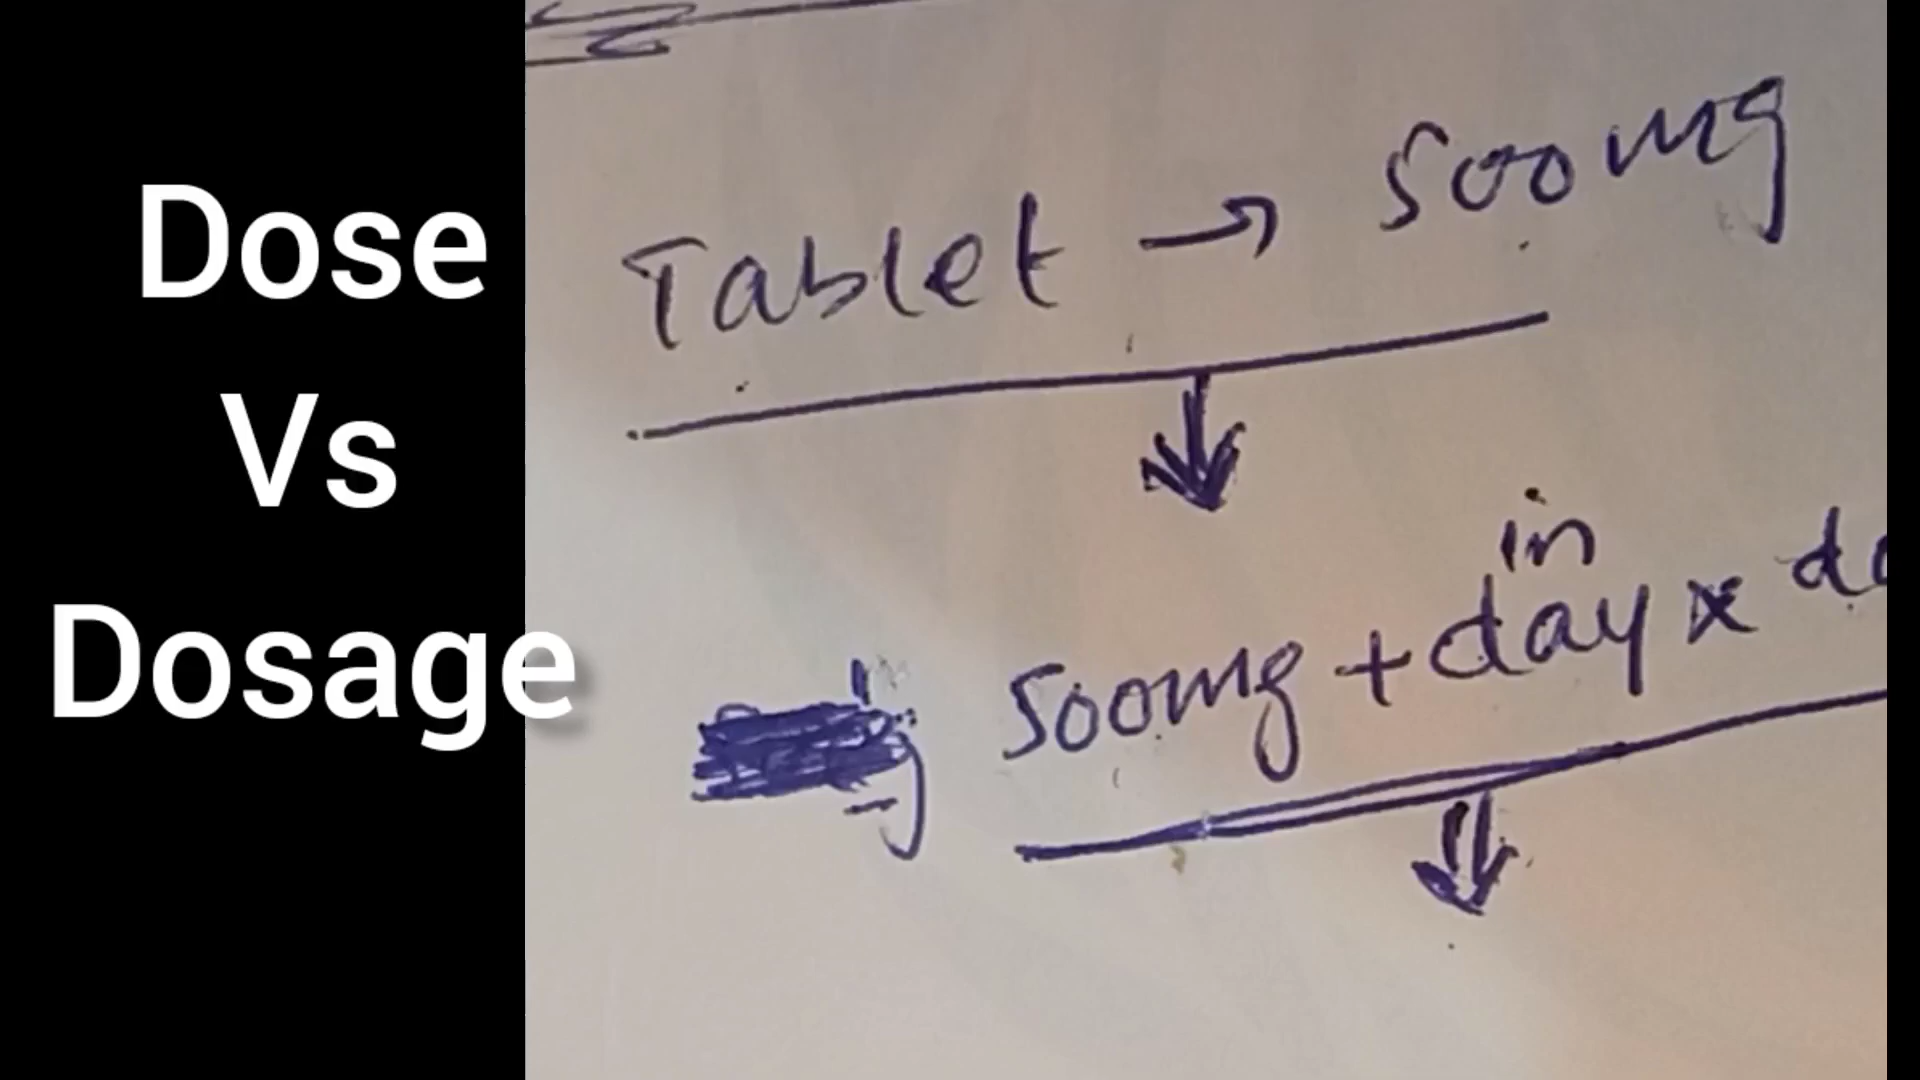 Dose
Vs
Dosage
Tablet → 500mg
in
500mg + day x